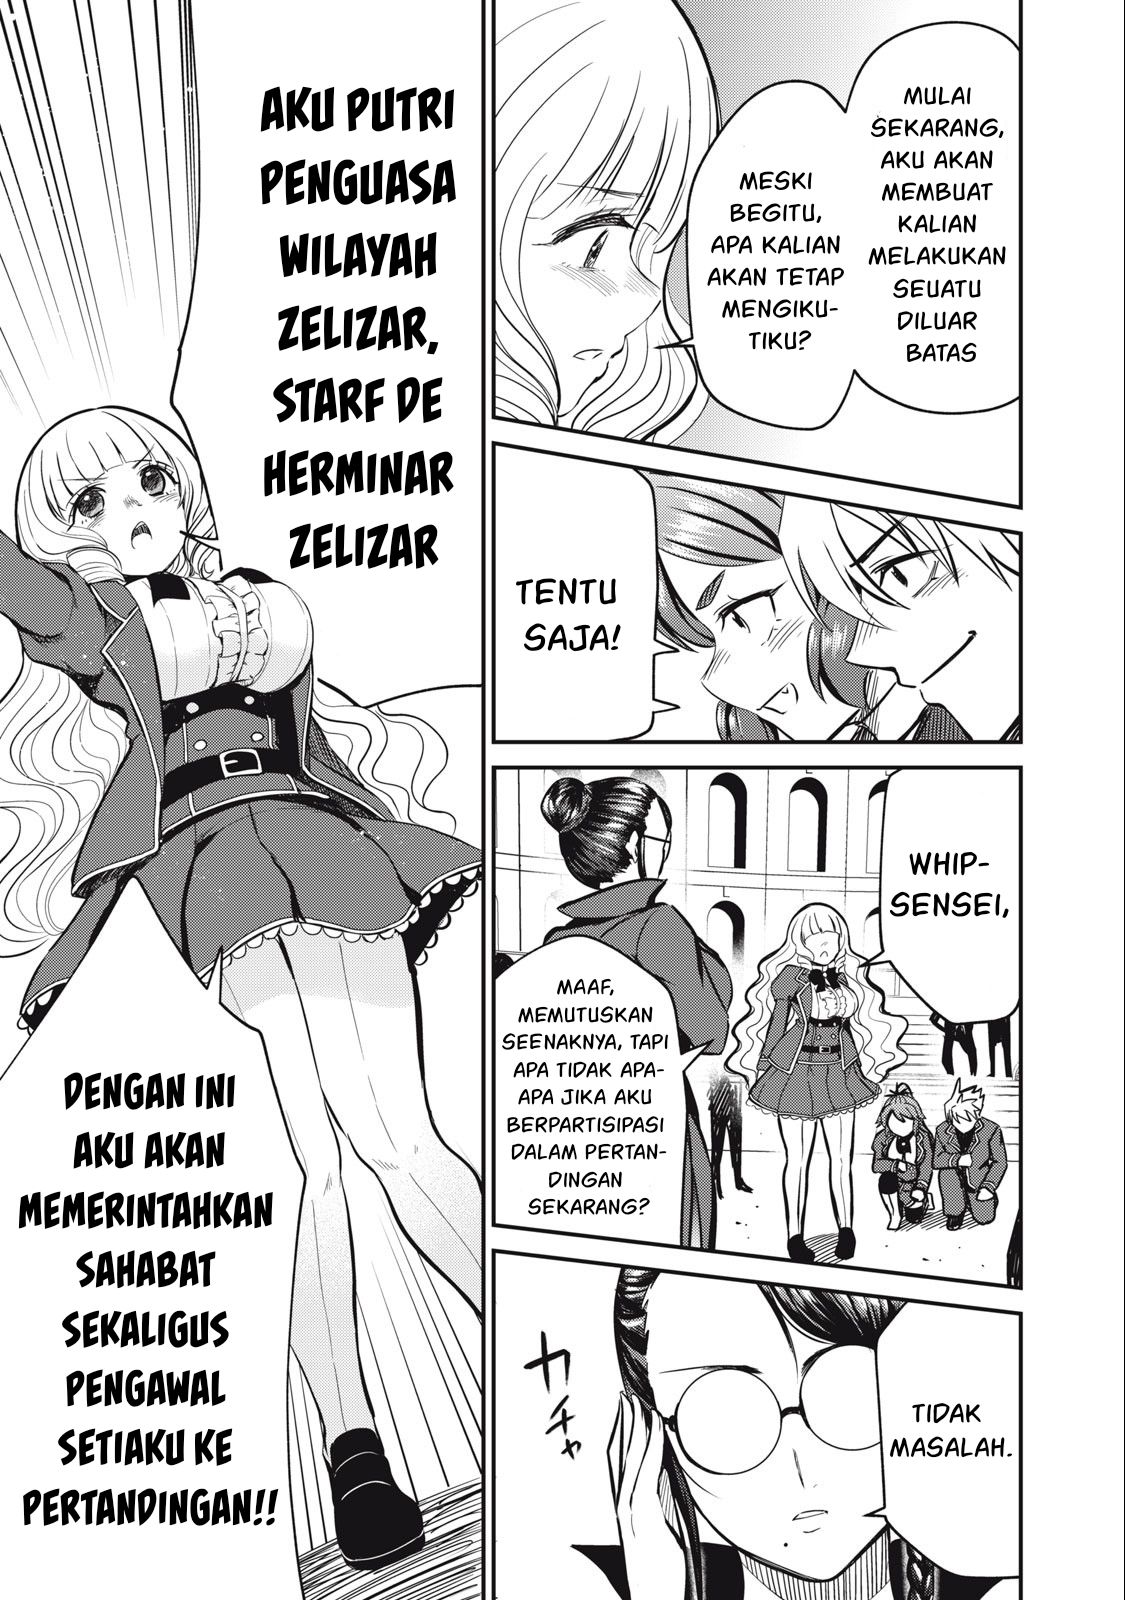 MULAI
SEKARANG,
AKU AKAN
MEMBUAT
KALIAN
MELAKUKAN
SEUATU
DILUAR
BATAS
MESKI
BEGITU,
APA KALIAN
AKAN TETAP
MENGIKU-
TIKU?
TENTU
SAJA!
WHIP-
SENSEI,
MAAF,
MEMUTUSKAN
SEENAKNYA, TAPI
APA TIDAK APA-
APA JIKA AKU
BERPARTISIPASI
DALAM PERTAN-
DINGAN
SEKARANG?
カチャ
TIDAK
MASALAH.
AKU PUTRI
PENGUASA
WILAYAH
ZELIZAR,
STARF DE
HERMINAR
ZELIZAR
DENGAN INI
AKU AKAN
MEMERINTAHKAN
SAHABAT
SEKALIGUS
PENGAWAL
SETIAKU KE
PERTANDINGAN!!